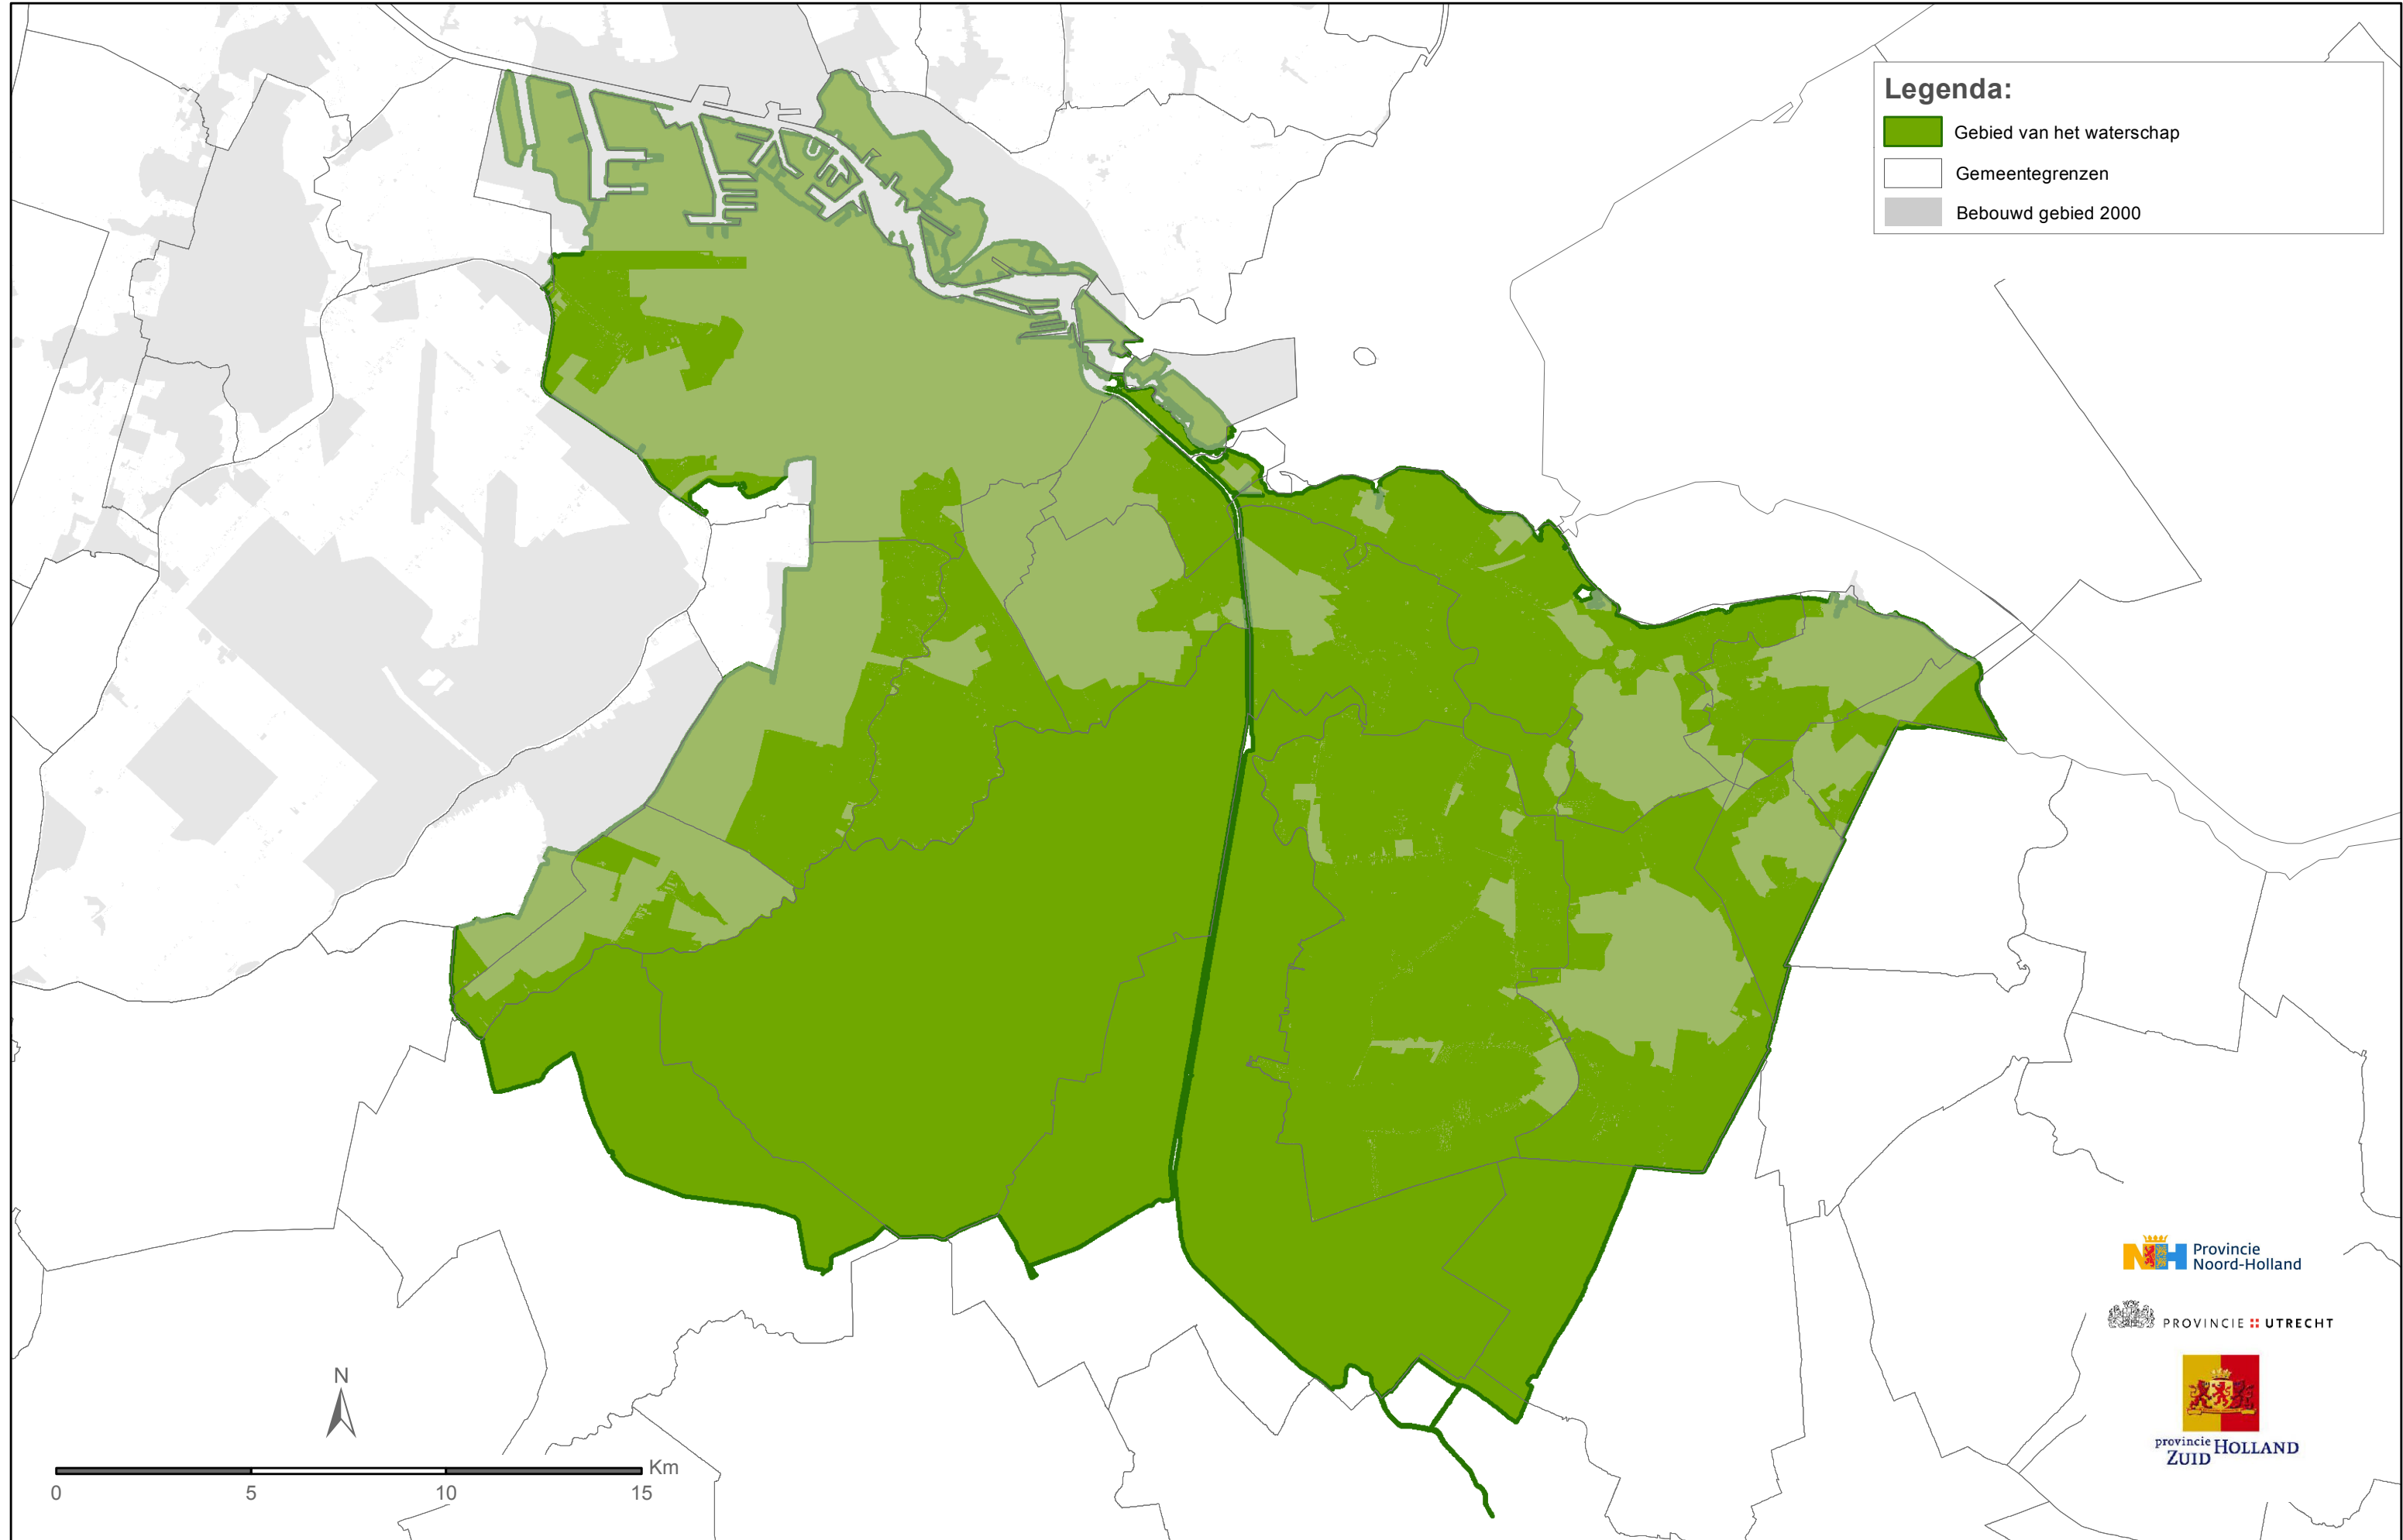 Legenda:
Gebied van het waterschap
Gemeentegrenzen
Bebouwd gebied 2000
NH Provincie
Noord-Holland
PROVINCIE UTRECHT
provincie
ZUID HOLLAND
N
Km
0 5 10 15